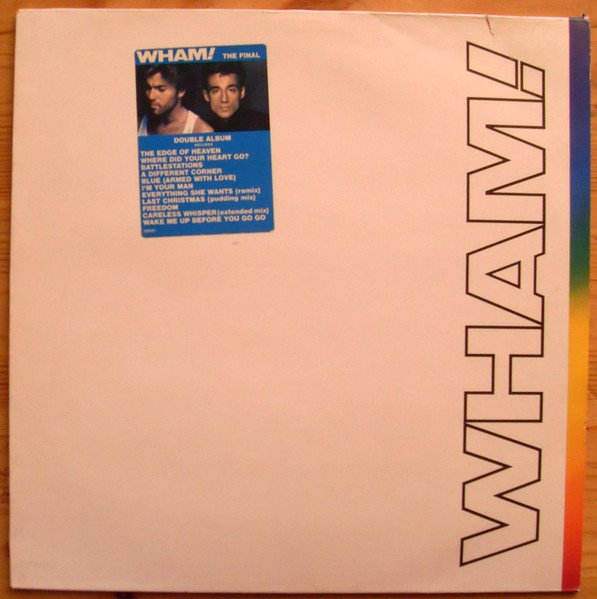 WHAM! THE FINAL
DOUBLE ALBUM
INCLUDES
THE EDGE OF HEAVEN
WHERE DID YOUR HEART GO?
BATTLESTATIONS
A DIFFERENT CORNER
BLUE (ARMED WITH LOVE)
I'M YOUR MAN
EVERYTHING SHE WANTS (remix)
LAST CHRISTMAS (pudding mix)
FREEDOM
CARELESS WHISPER (extended mix)
WAKE ME UP BEFORE YOU GO GO
WHAM!